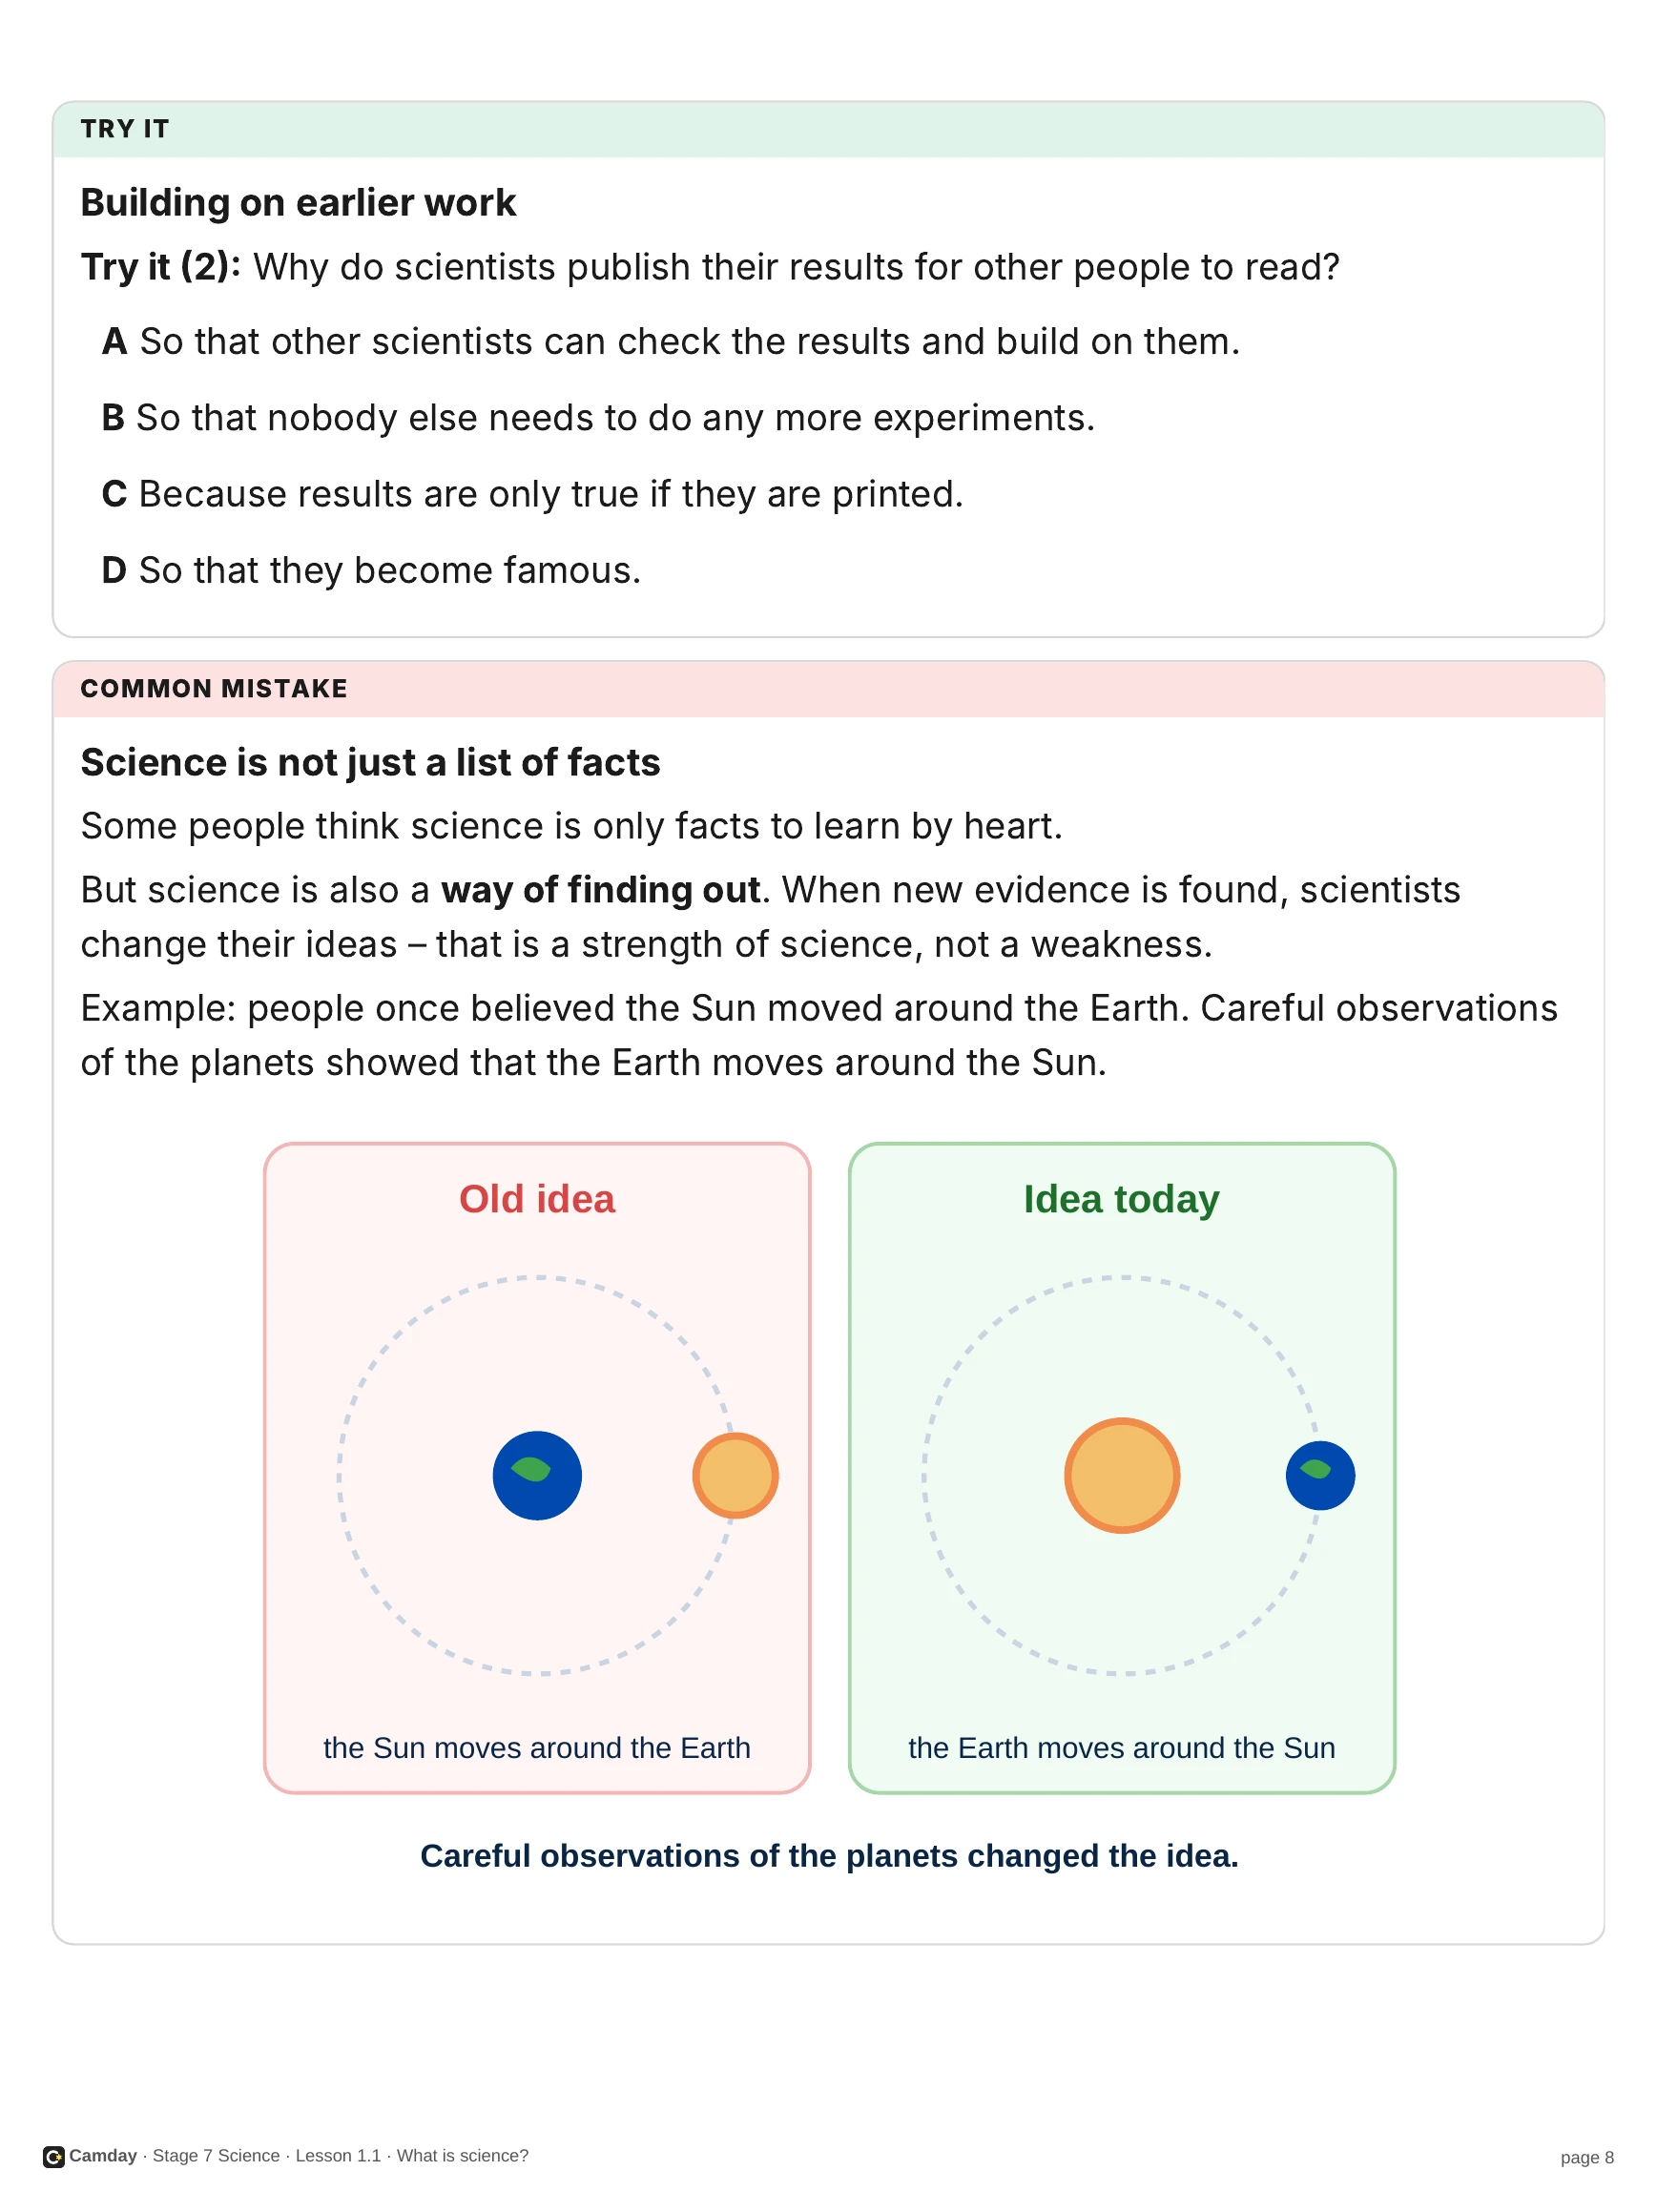 TRY IT
Building on earlier work
Try it (2): Why do scientists publish their results for other people to read?
A So that other scientists can check the results and build on them.
B So that nobody else needs to do any more experiments.
C Because results are only true if they are printed.
D So that they become famous.
COMMON MISTAKE
Science is not just a list of facts
Some people think science is only facts to learn by heart.
But science is also a way of finding out. When new evidence is found, scientists
change their ideas – that is a strength of science, not a weakness.
Example: people once believed the Sun moved around the Earth. Careful observations
of the planets showed that the Earth moves around the Sun.
Old idea
the Sun moves around the Earth
Idea today
the Earth moves around the Sun
Careful observations of the planets changed the idea.
Camday · Stage 7 Science · Lesson 1.1 · What is science?
page 8